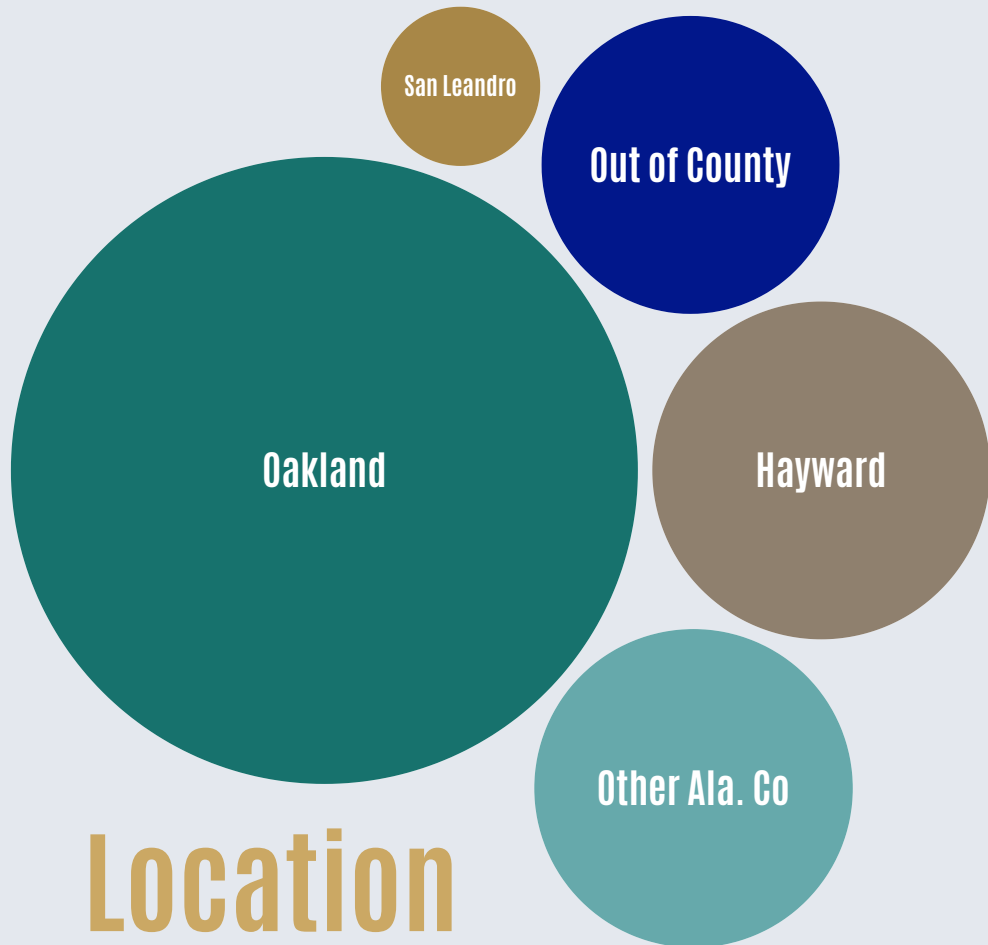 San Leandro
Out of County
Oakland
Hayward
Other Ala. Co
Location